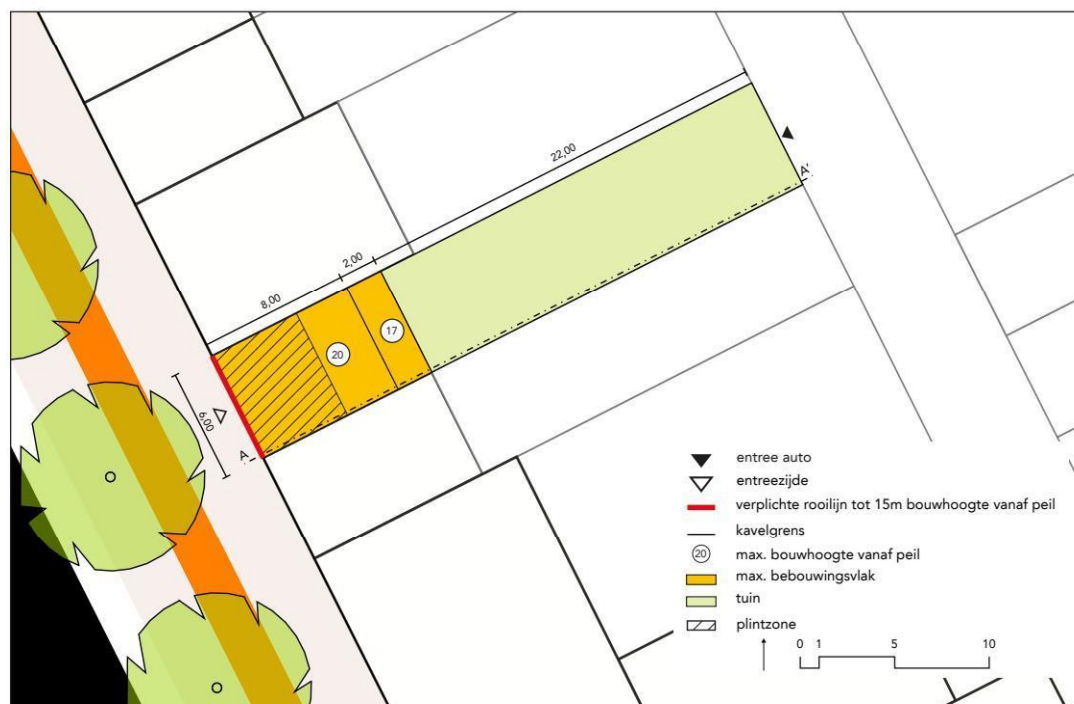 22,00
A'
2,00
8,00
17
20
6,00
A
entree auto
entreezijde
verplichte rooilijn tot 15m bouwhoogte vanaf peil
kavelgrens
20 max. bouwhoogte vanaf peil
max. bebouwingsvlak
tuin
plintzone
0 1 5 10